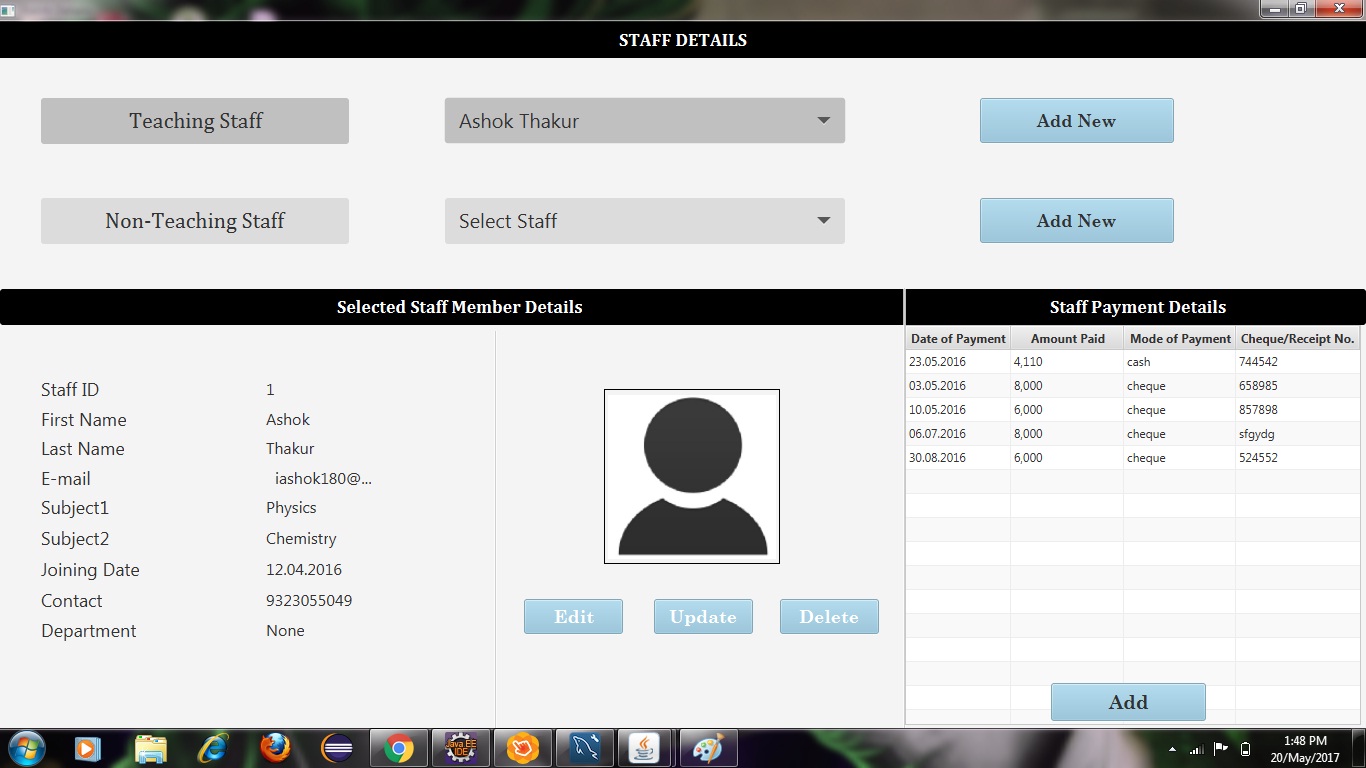 STAFF DETAILS
Teaching Staff
Ashok Thakur
Add New
Non-Teaching Staff
Select Staff
Add New
Selected Staff Member Details
Staff ID 1
First Name Ashok
Last Name Thakur
E-mail iashok180@...
Subject1 Physics
Subject2 Chemistry
Joining Date 12.04.2016
Contact 9323055049
Department None
Edit
Update
Delete
Staff Payment Details
Date of Payment Amount Paid Mode of Payment Cheque/Receipt No.
23.05.2016 4,110 cash 744542
03.05.2016 8,000 cheque 658985
10.05.2016 6,000 cheque 857898
06.07.2016 8,000 cheque sfgydg
30.08.2016 6,000 cheque 524552
Add
Java EE
IDE
1:48 PM
20/May/2017